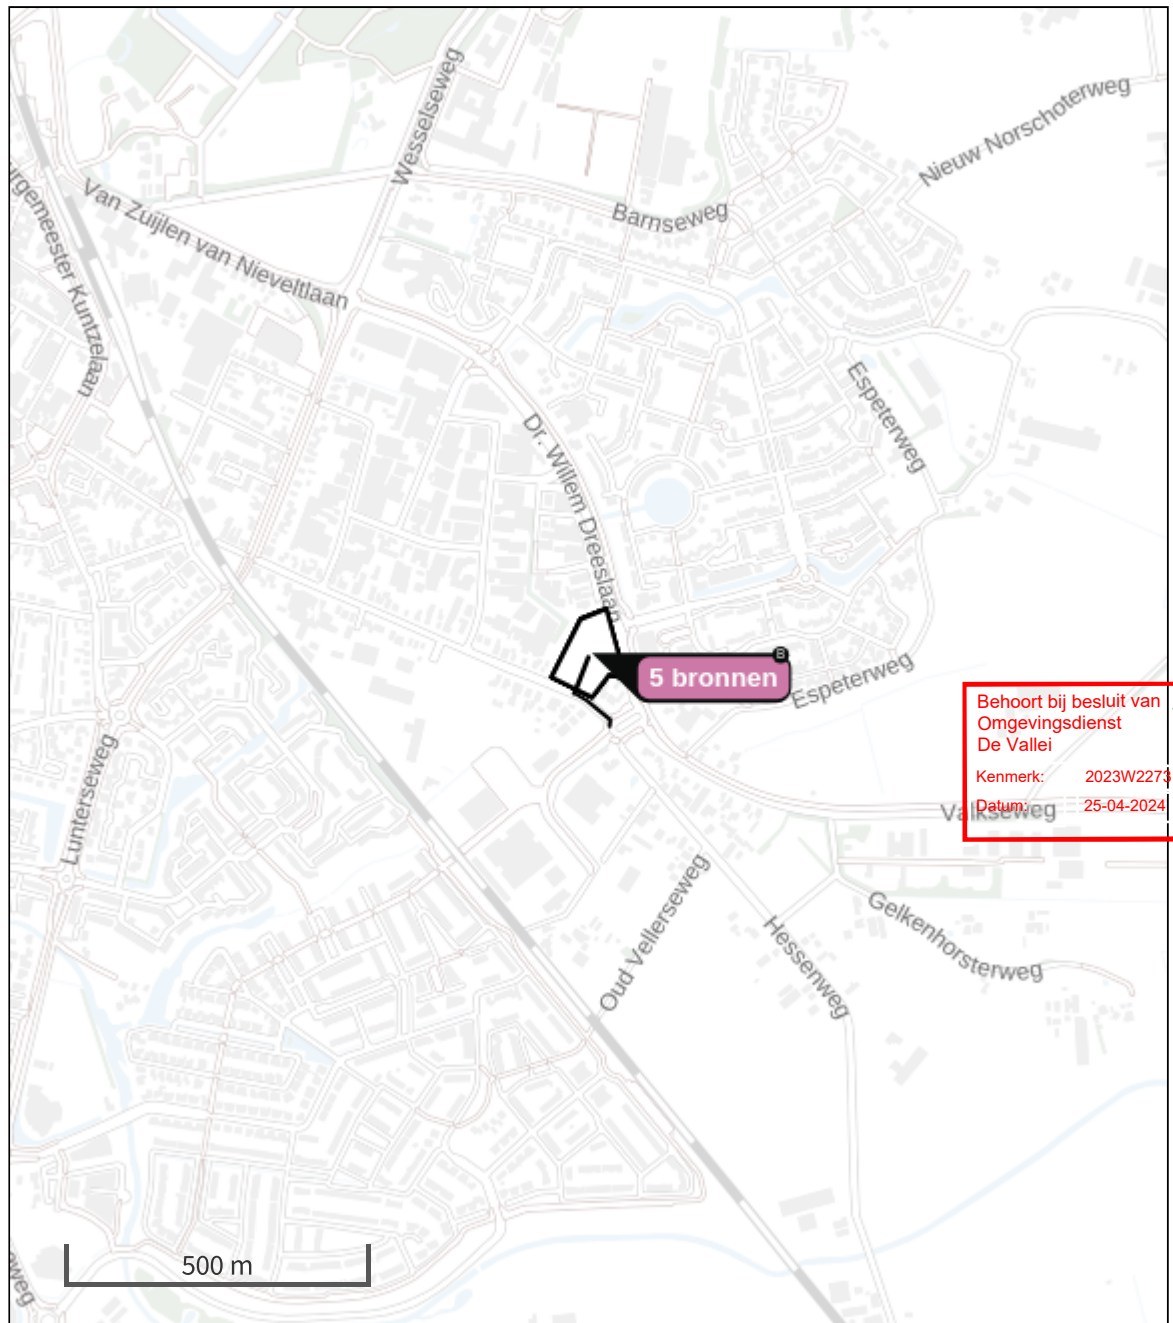 Wesselseweg
Nieuw Norschoterweg
Van Zuijlen van Nieveltlaan
Barnseweg
urgemeester Kuntzelaan
Espeterweg
Dr. Willem Dreeslaan
B
5 bronnen
Espeterweg
Behoort bij besluit van
Omgevingsdienst
De Vallei
Kenmerk: 2023W2273
Datum: 25-04-2024
Valkseweg
Lunterseweg
Oud Vellerseweg
Gelkenhorsterweg
Hessenweg
500 m
weg